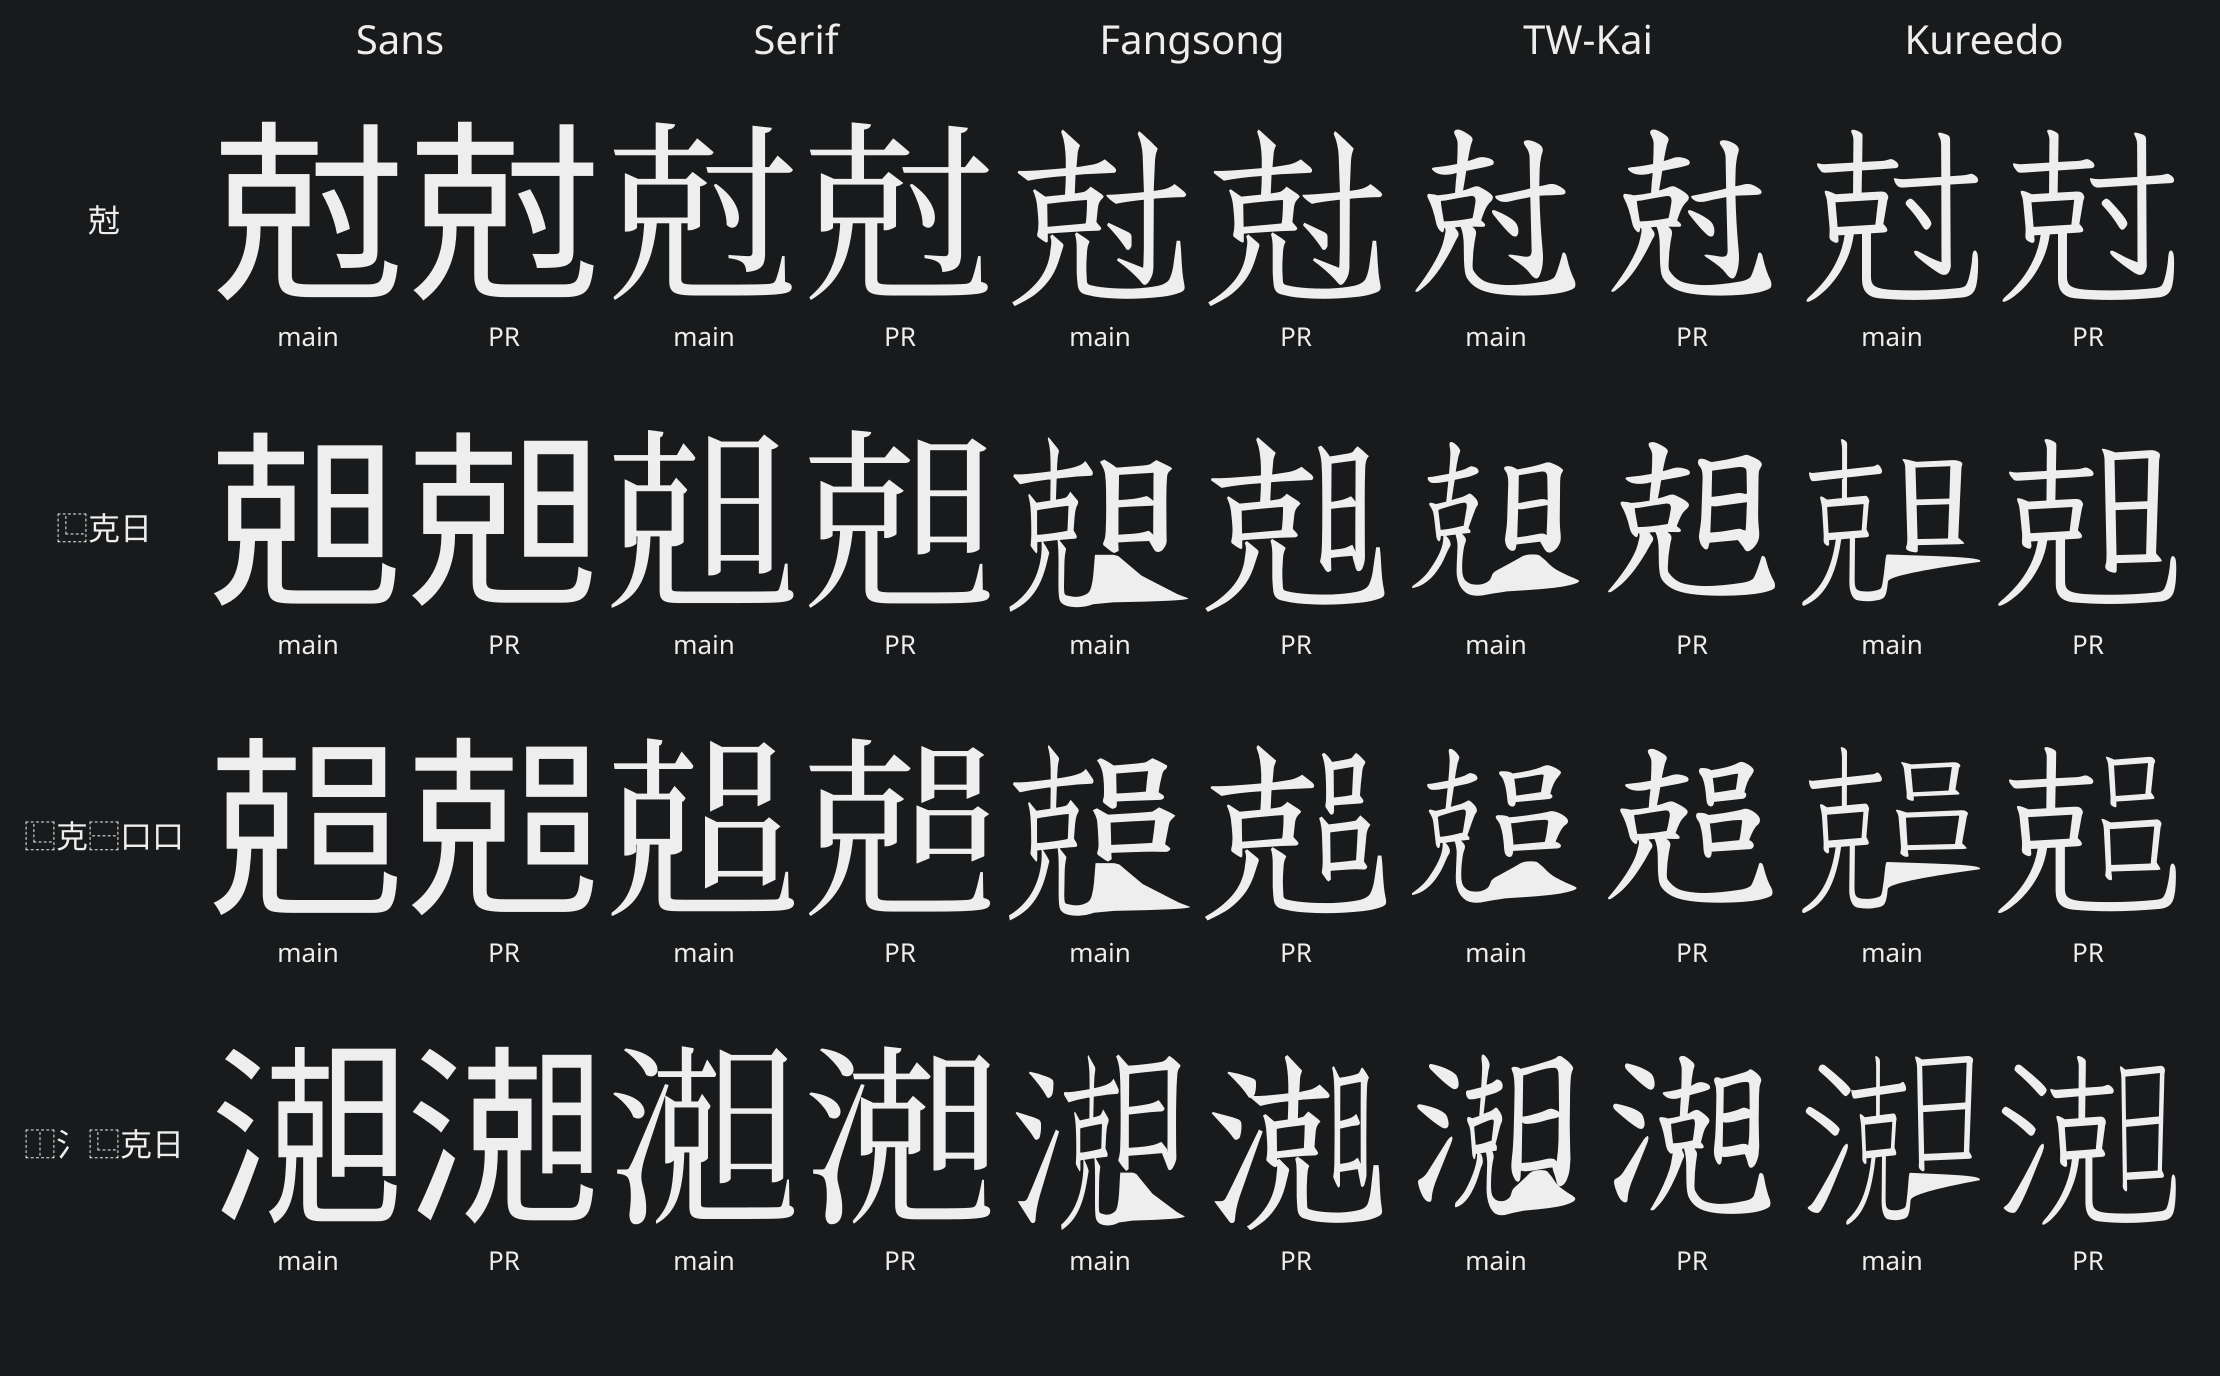 Sans Serif Fangsong TW-Kai Kureedo
尅 尅 尅 尅 尅 尅 尅 尅 尅 尅 尅
main PR main PR main PR main PR main PR
⿺克日
main PR main PR main PR main PR main PR
⿺克⿱口口
main PR main PR main PR main PR main PR
⿰氵⿺克日
main PR main PR main PR main PR main PR